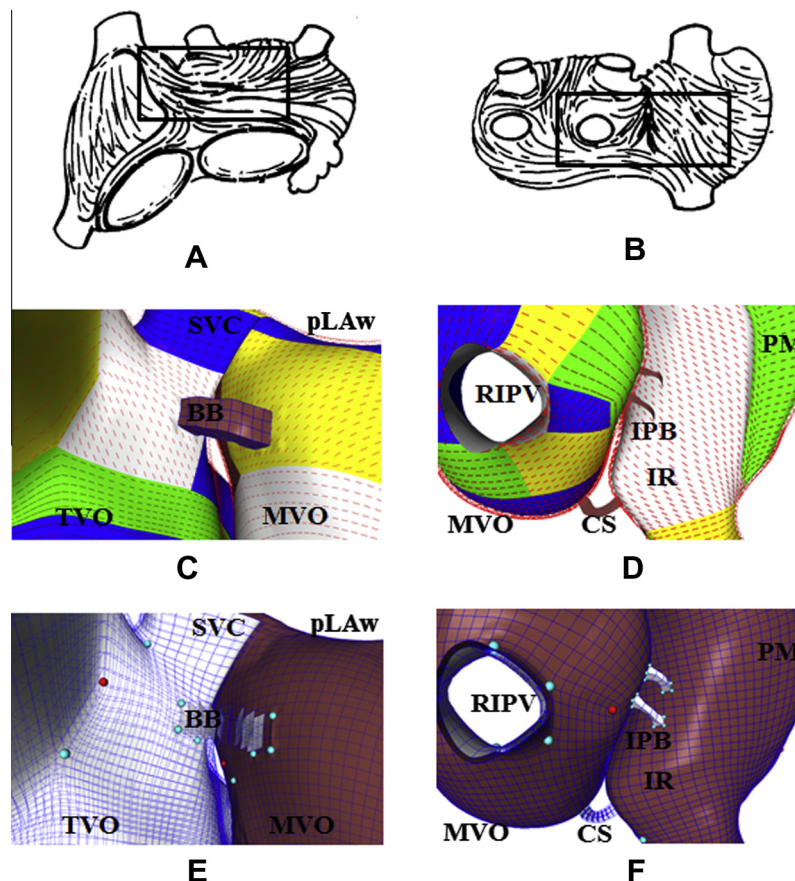 A
B
SVC
pLAw
BB
TVO
MVO
C
PM
RIPV
IPB
IR
MVO
CS
D
SVC
pLAw
BB
TVO
MVO
E
PM
RIPV
IPB
IR
MVO
CS
F